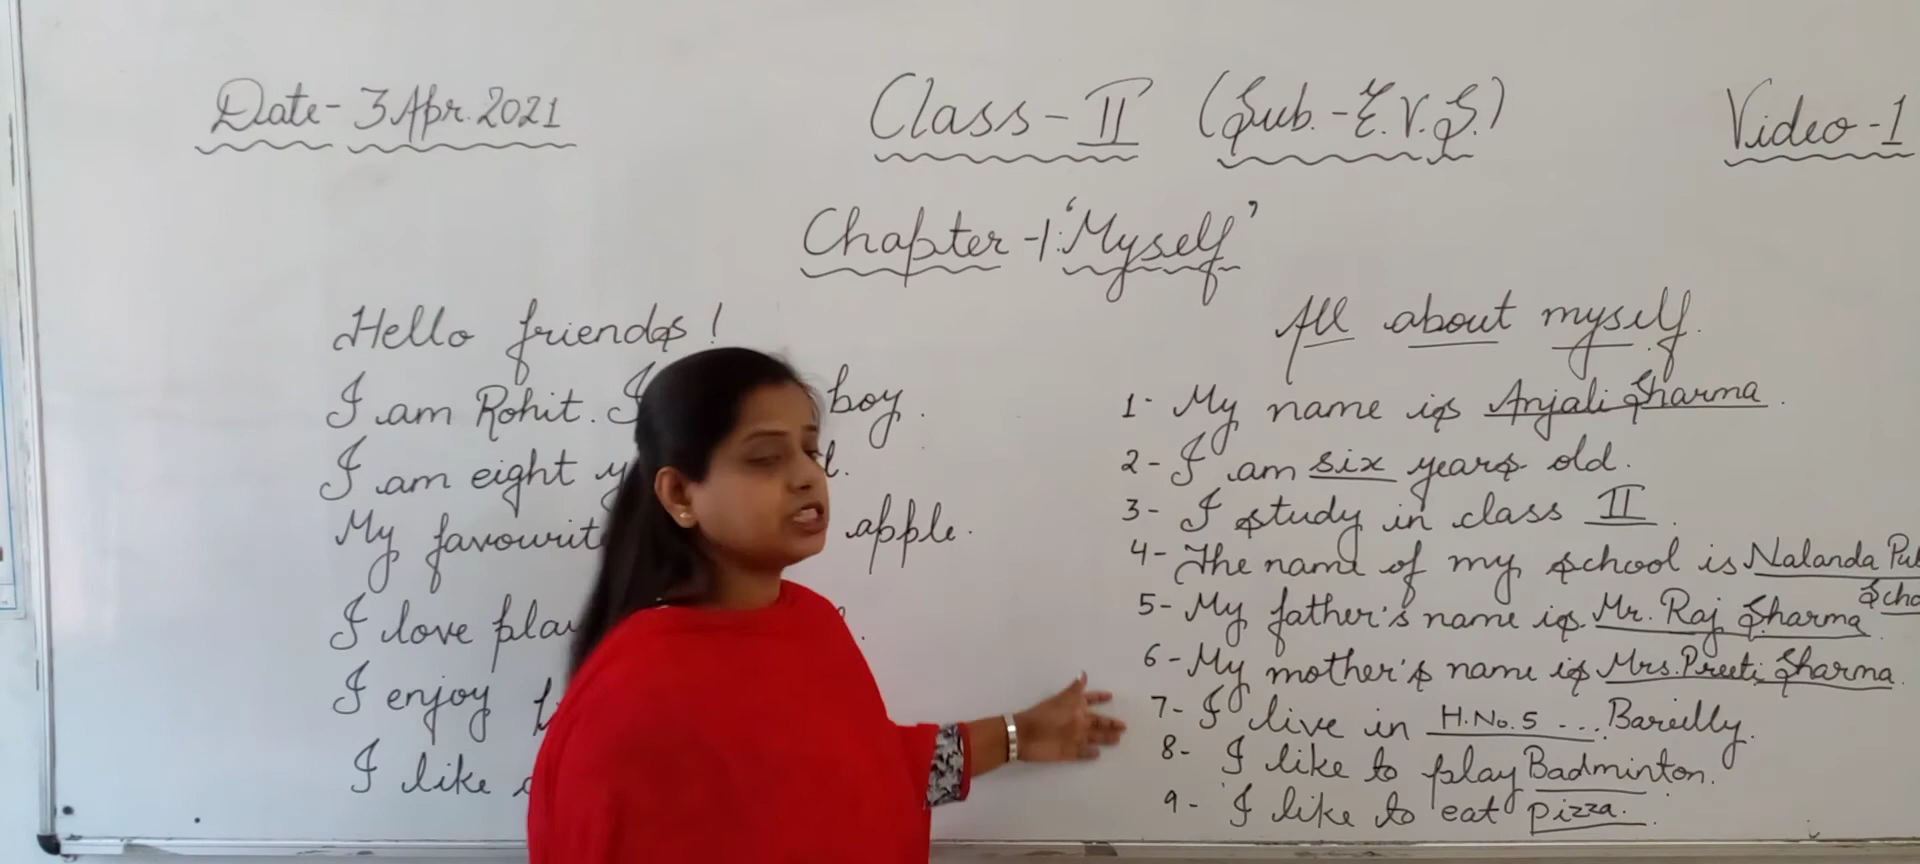 Date- 3 Apr. 2021
Class - II (Sub. - E.V.S.)
Video -1
Chapter -1: 'Myself'
Hello friends!
I am Rohit. I boy.
I am eight
My apple.
I love
I enjoy
I like
All about myself.
1- My name is Anjali Sharma.
2- I am six years old.
3- I study in class II.
4- The name of my school is Nalanda
5- My father's name is Mr. Raj Sharma
6- My mother's name is Mrs. Preeti Sharma.
7- I live in H.No. 5 ... Bareilly.
8- I like to play Badminton.
9- I like to eat pizza.